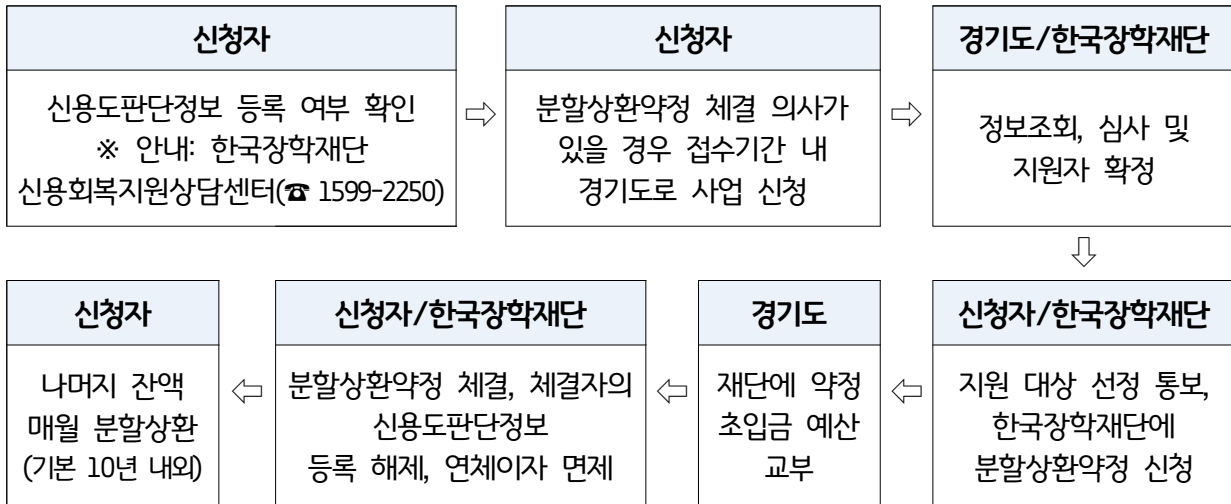 신청자
신용도판단정보 등록 여부 확인
※ 안내: 한국장학재단
신용회복지원상담센터(☎ 1599-2250)
⇨
신청자
분할상환약정 체결 의사가
있을 경우 접수기간 내
경기도로 사업 신청
⇨
경기도/한국장학재단
정보조회, 심사 및
지원자 확정
⇩
신청자/한국장학재단
지원 대상 선정 통보,
한국장학재단에
분할상환약정 신청
⇦
경기도
재단에 약정
초입금 예산
교부
⇦
신청자/한국장학재단
분할상환약정 체결, 체결자의
신용도판단정보
등록 해제, 연체이자 면제
⇦
신청자
나머지 잔액
매월 분할상환
(기본 10년 내외)